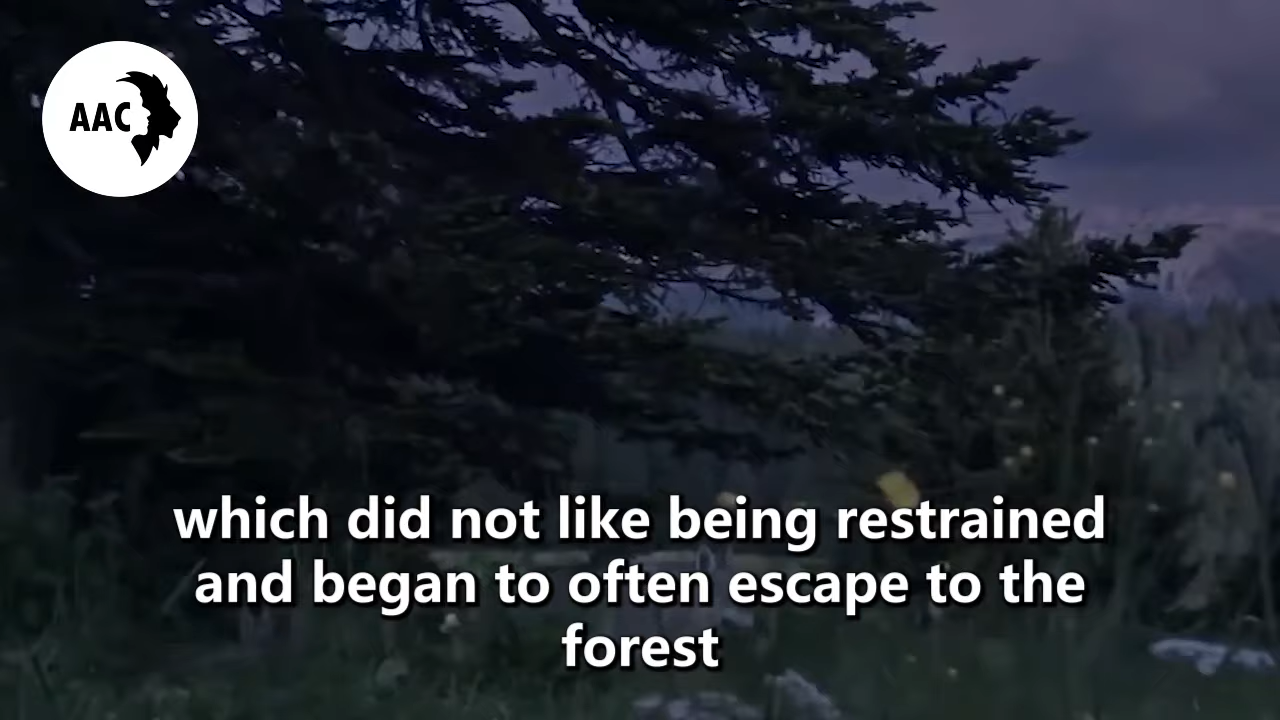 AAC
which did not like being restrained
and began to often escape to the
forest